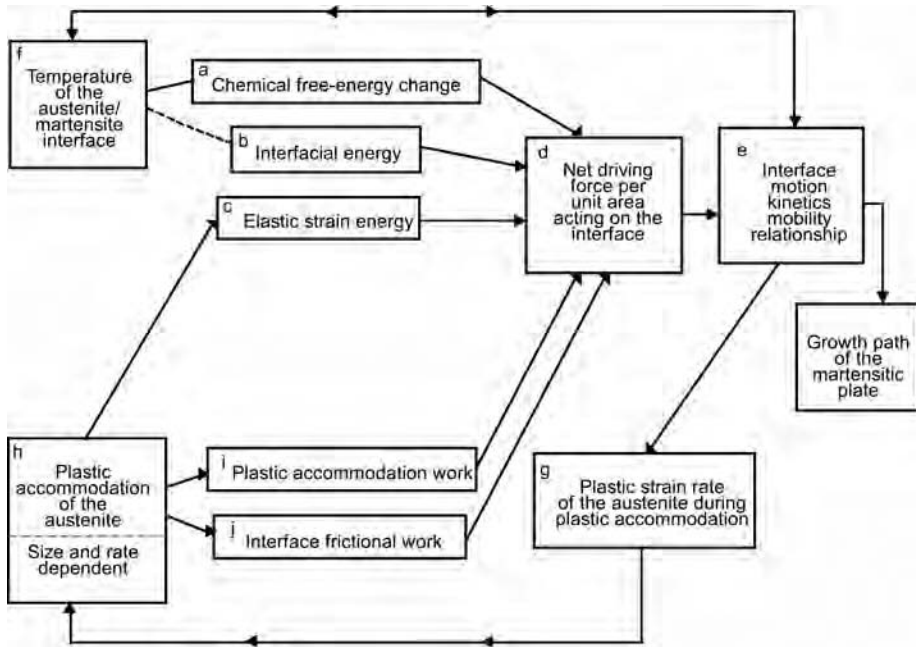 f
Temperature
of the
austenite/
martensite
interface
a
Chemical free-energy change
b
Interfacial energy
c
Elastic strain energy
d
Net driving
force per
unit area
acting on the
interface
e
Interface
motion
kinetics
mobility
relationship
Growth path
of the
martensitic
plate
h
Plastic
accommodation
of the
austenite
Size and rate
dependent
i
Plastic accommodation work
j
Interface frictional work
g
Plastic strain rate
of the austenite during
plastic accommodation